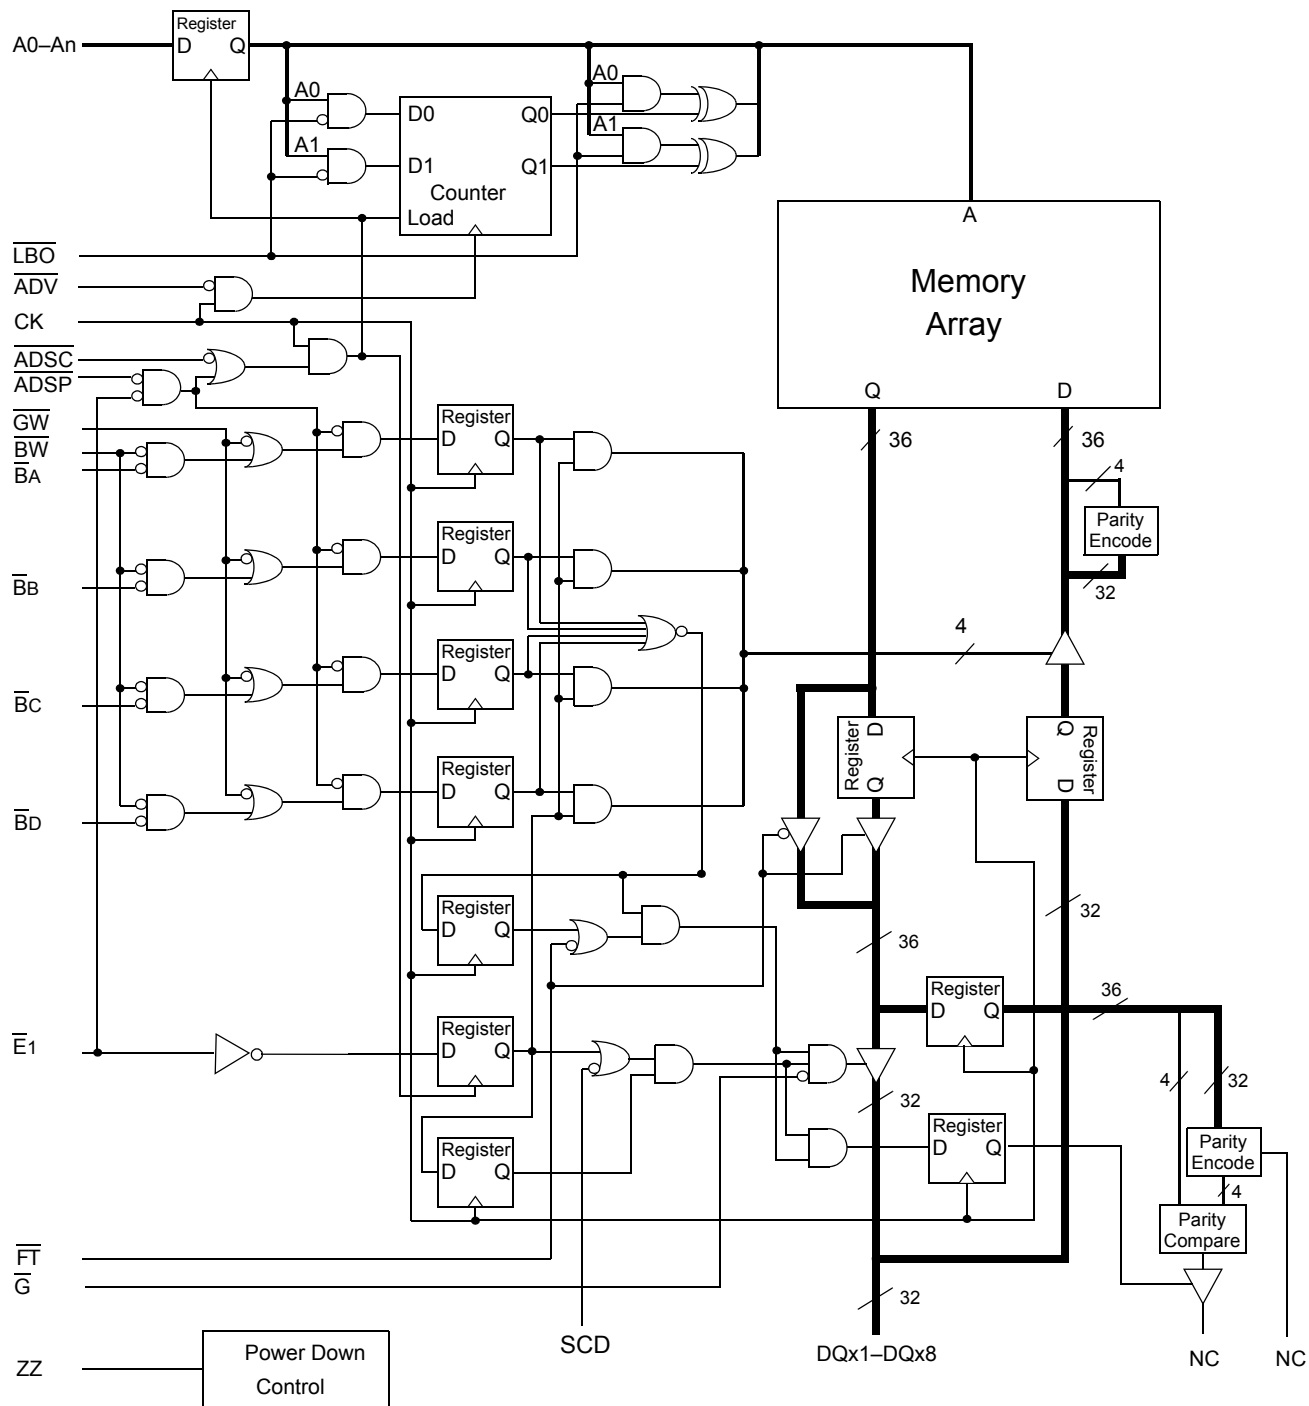 Register
A0–An
D Q
A0
A0
D0
Q0
A1
A1
D1
Q1
Counter
Load
A
LBO
ADV
Memory
Array
CK
ADSC
ADSP
Q
D
GW
BW
BA
Register
D Q
36
36
4
Parity
Encode
32
Register
D Q
BB
4
Register
D Q
BC
Register
D
Q
Register
Q
D
Register
D Q
BD
Register
D Q
32
36
Register
D Q
36
E1
Register
D Q
4
32
32
Register
D Q
Register
D Q
Parity
Encode
4
Parity
Compare
FT
G
32
SCD
DQx1–DQx8
NC
NC
ZZ
Power Down
Control